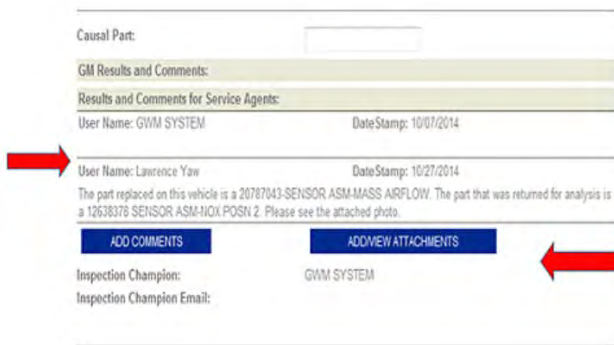 Causal Part:
GM Results and Comments:
Results and Comments for Service Agents:
User Name: GWM SYSTEM DateStamp: 10/07/2014
User Name: Lawrence Yaw DateStamp: 10/27/2014
The part replaced on this vehicle is a 20787043-SENSOR ASM-MASS AIRFLOW. The part that was returned for analysis is
a 12638378 SENSOR ASM-NOX POSN 2. Please see the attached photo.
ADD COMMENTS ADD/VIEW ATTACHMENTS
Inspection Champion: GWM SYSTEM
Inspection Champion Email: